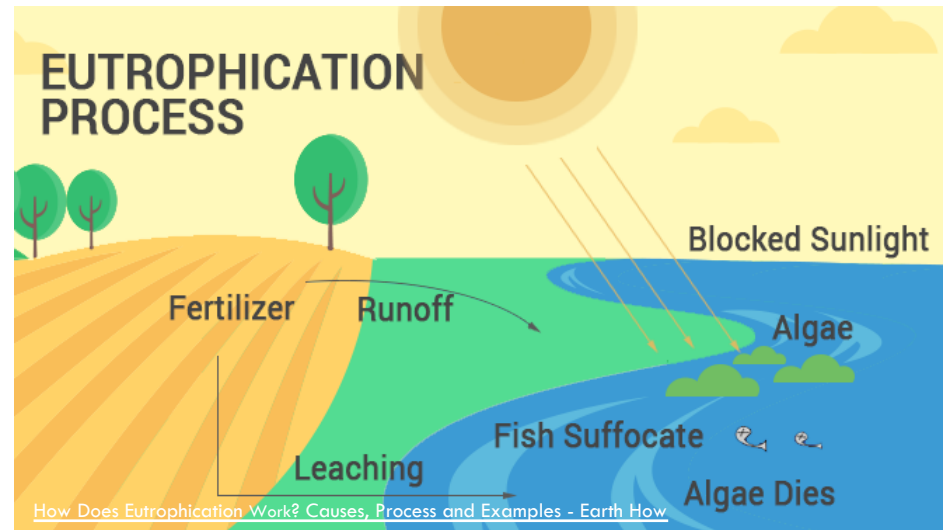 EUTROPHICATION
PROCESS
Blocked Sunlight
Fertilizer
Runoff
Algae
Fish Suffocate
Leaching
Algae Dies
How Does Eutrophication Work? Causes, Process and Examples - Earth How